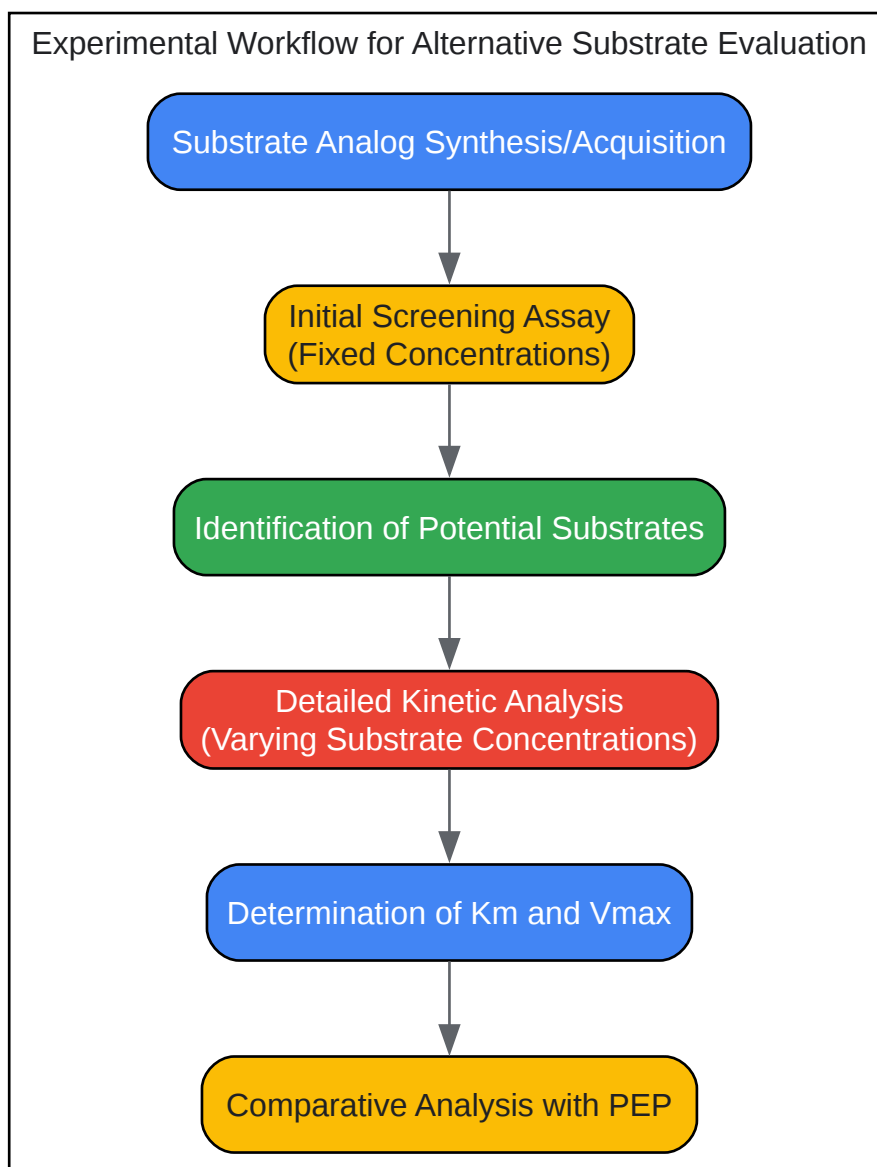 Experimental Workflow for Alternative Substrate Evaluation
Substrate Analog Synthesis/Acquisition
Initial Screening Assay
(Fixed Concentrations)
Identification of Potential Substrates
Detailed Kinetic Analysis
(Varying Substrate Concentrations)
Determination of Km and Vmax
Comparative Analysis with PEP